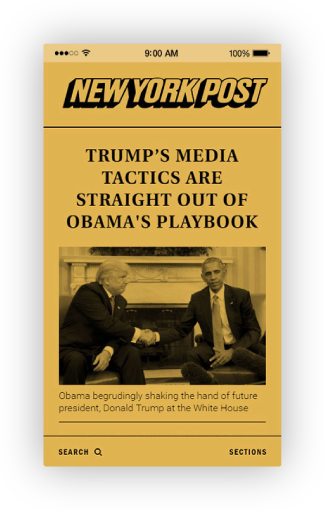 9:00 AM 100%
NEW YORK POST
TRUMP’S MEDIA
TACTICS ARE
STRAIGHT OUT OF
OBAMA'S PLAYBOOK
Obama begrudingly shaking the hand of future
president, Donald Trump at the White House
SEARCH SECTIONS